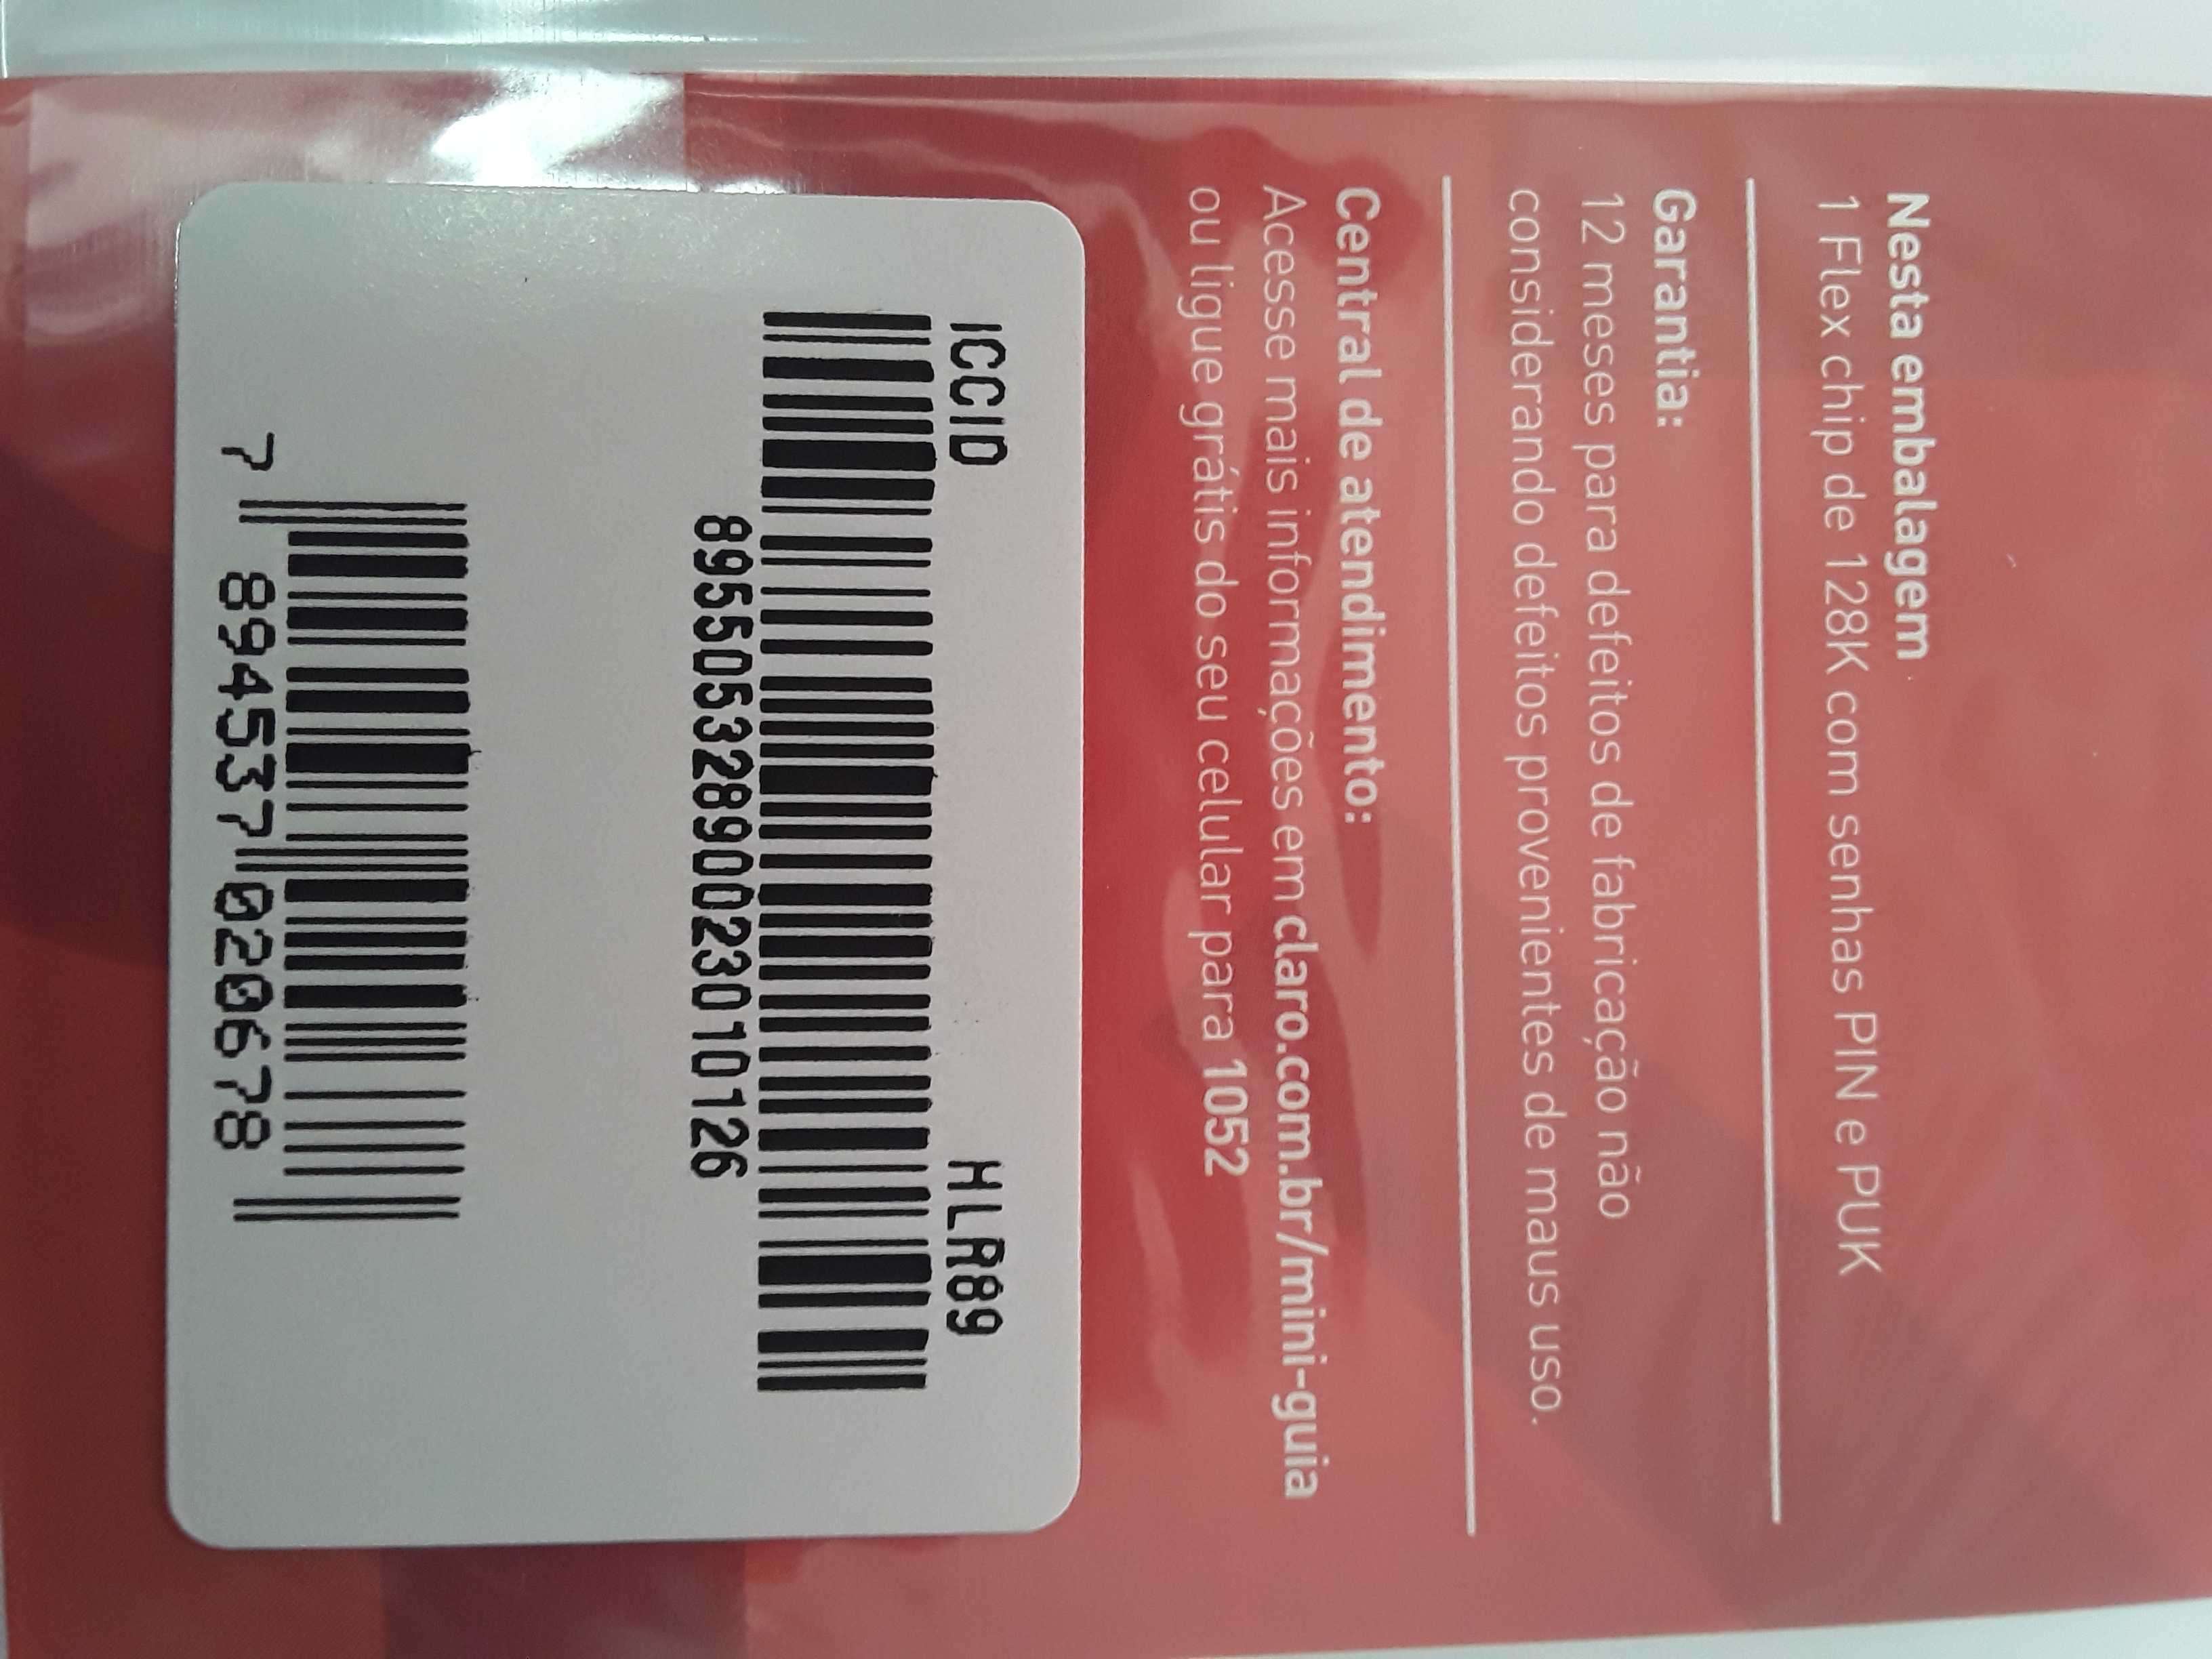 Nesta embalagem
1 Flex chip de 128K com senhas PIN e PUK
Garantia:
12 meses para defeitos de fabricação não
considerando defeitos provenientes de maus uso.
Central de atendimento:
Acesse mais informações em claro.com.br/mini-guia
ou ligue grátis do seu celular para 1052
ICCID HLR89
89550532890023010126
7 894537 020678